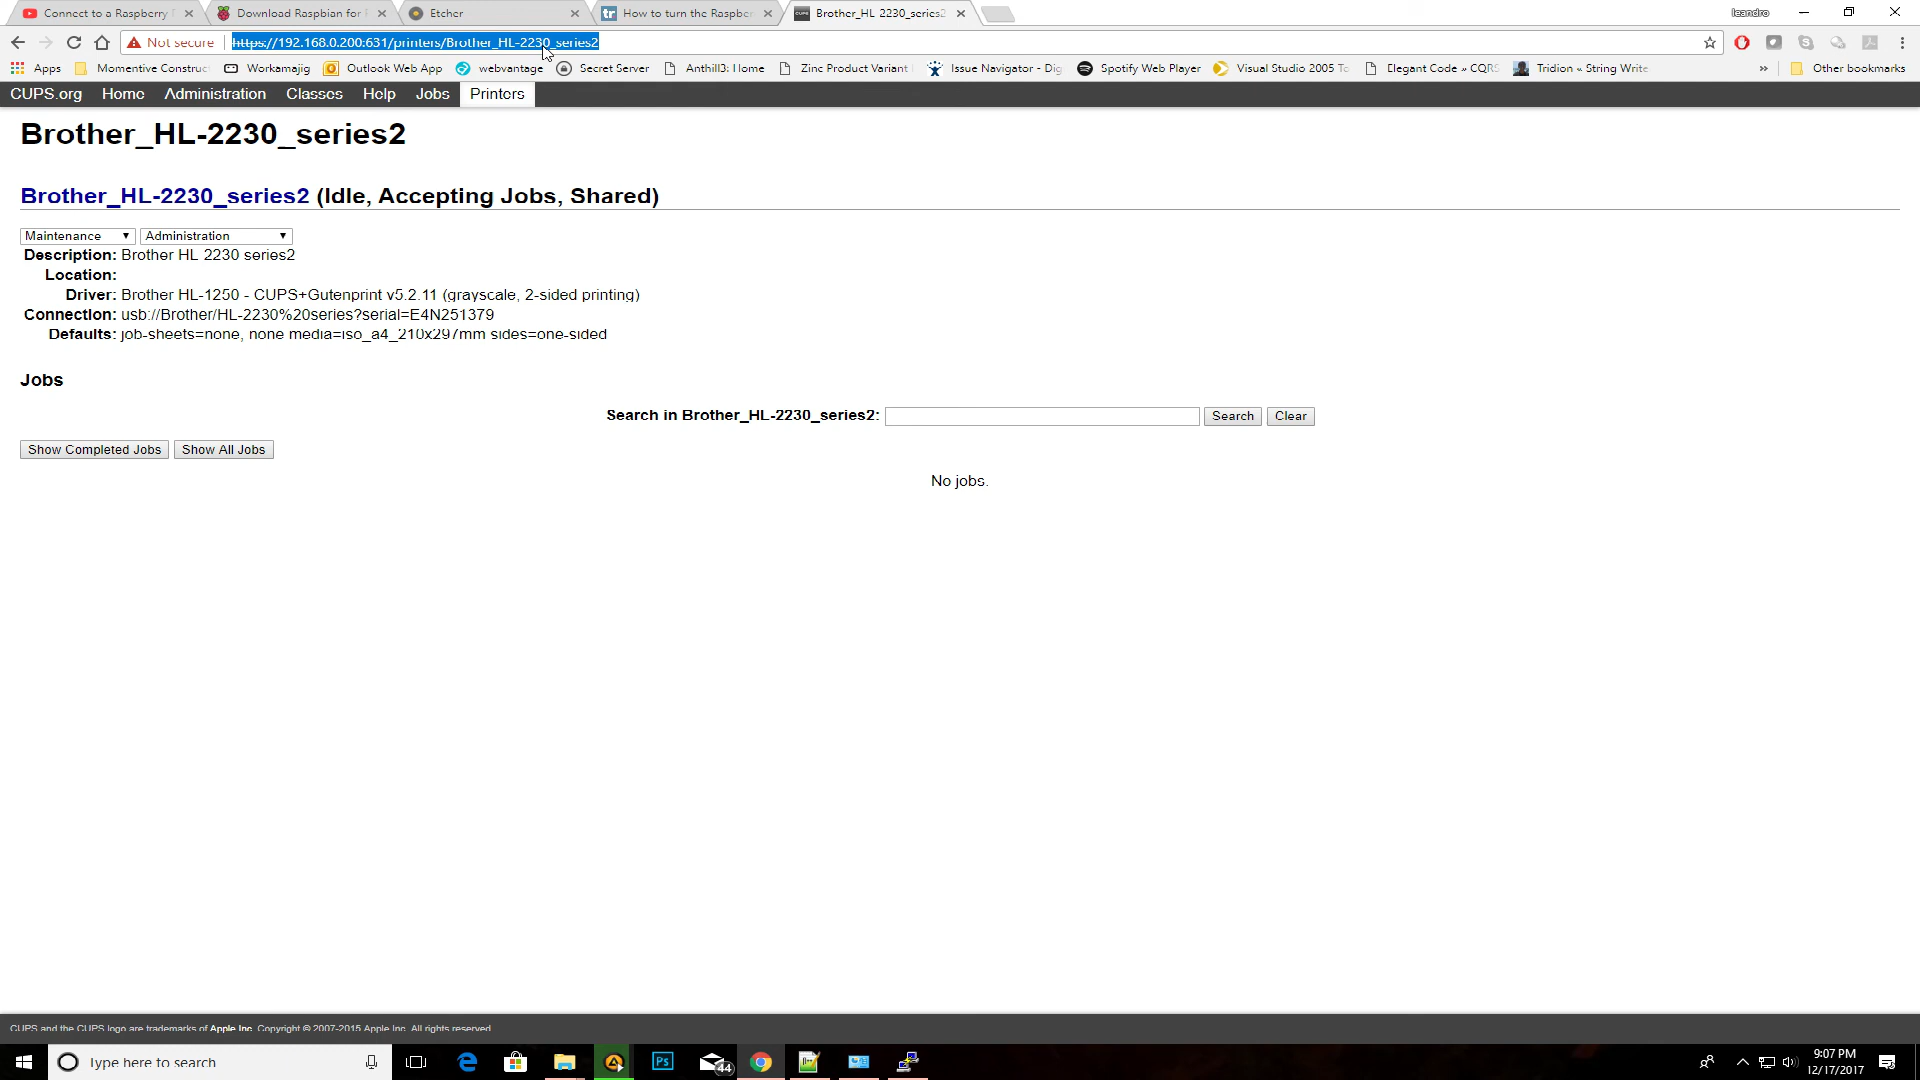 Connect to a Raspberry P
Download Raspbian for R
Etcher
How to turn the Raspber
Brother_HL-2230_series2
leandro
Not secure
https://192.168.0.200:631/printers/Brother_HL-2230_series2
Apps
Momentive Construc
Workamajig
Outlook Web App
webvantage
Secret Server
Anthill3: Home
Zinc Product Variant
Issue Navigator - Dig
Spotify Web Player
Visual Studio 2005 To
Elegant Code » CQRS
Tridion « String Write
»
Other bookmarks
CUPS.org
Home
Administration
Classes
Help
Jobs
Printers
Brother_HL-2230_series2
Brother_HL-2230_series2 (Idle, Accepting Jobs, Shared)
Maintenance
Administration
Description: Brother HL 2230 series2
Location:
Driver: Brother HL-1250 - CUPS+Gutenprint v5.2.11 (grayscale, 2-sided printing)
Connection: usb://Brother/HL-2230%20series?serial=E4N251379
Defaults: job-sheets=none, none media=iso_a4_210x297mm sides=one-sided
Jobs
Search in Brother_HL-2230_series2:
Search
Clear
Show Completed Jobs
Show All Jobs
No jobs.
CUPS and the CUPS logo are trademarks of Apple Inc. Copyright © 2007-2015 Apple Inc. All rights reserved.
Type here to search
Ps
44
9:07 PM
12/17/2017